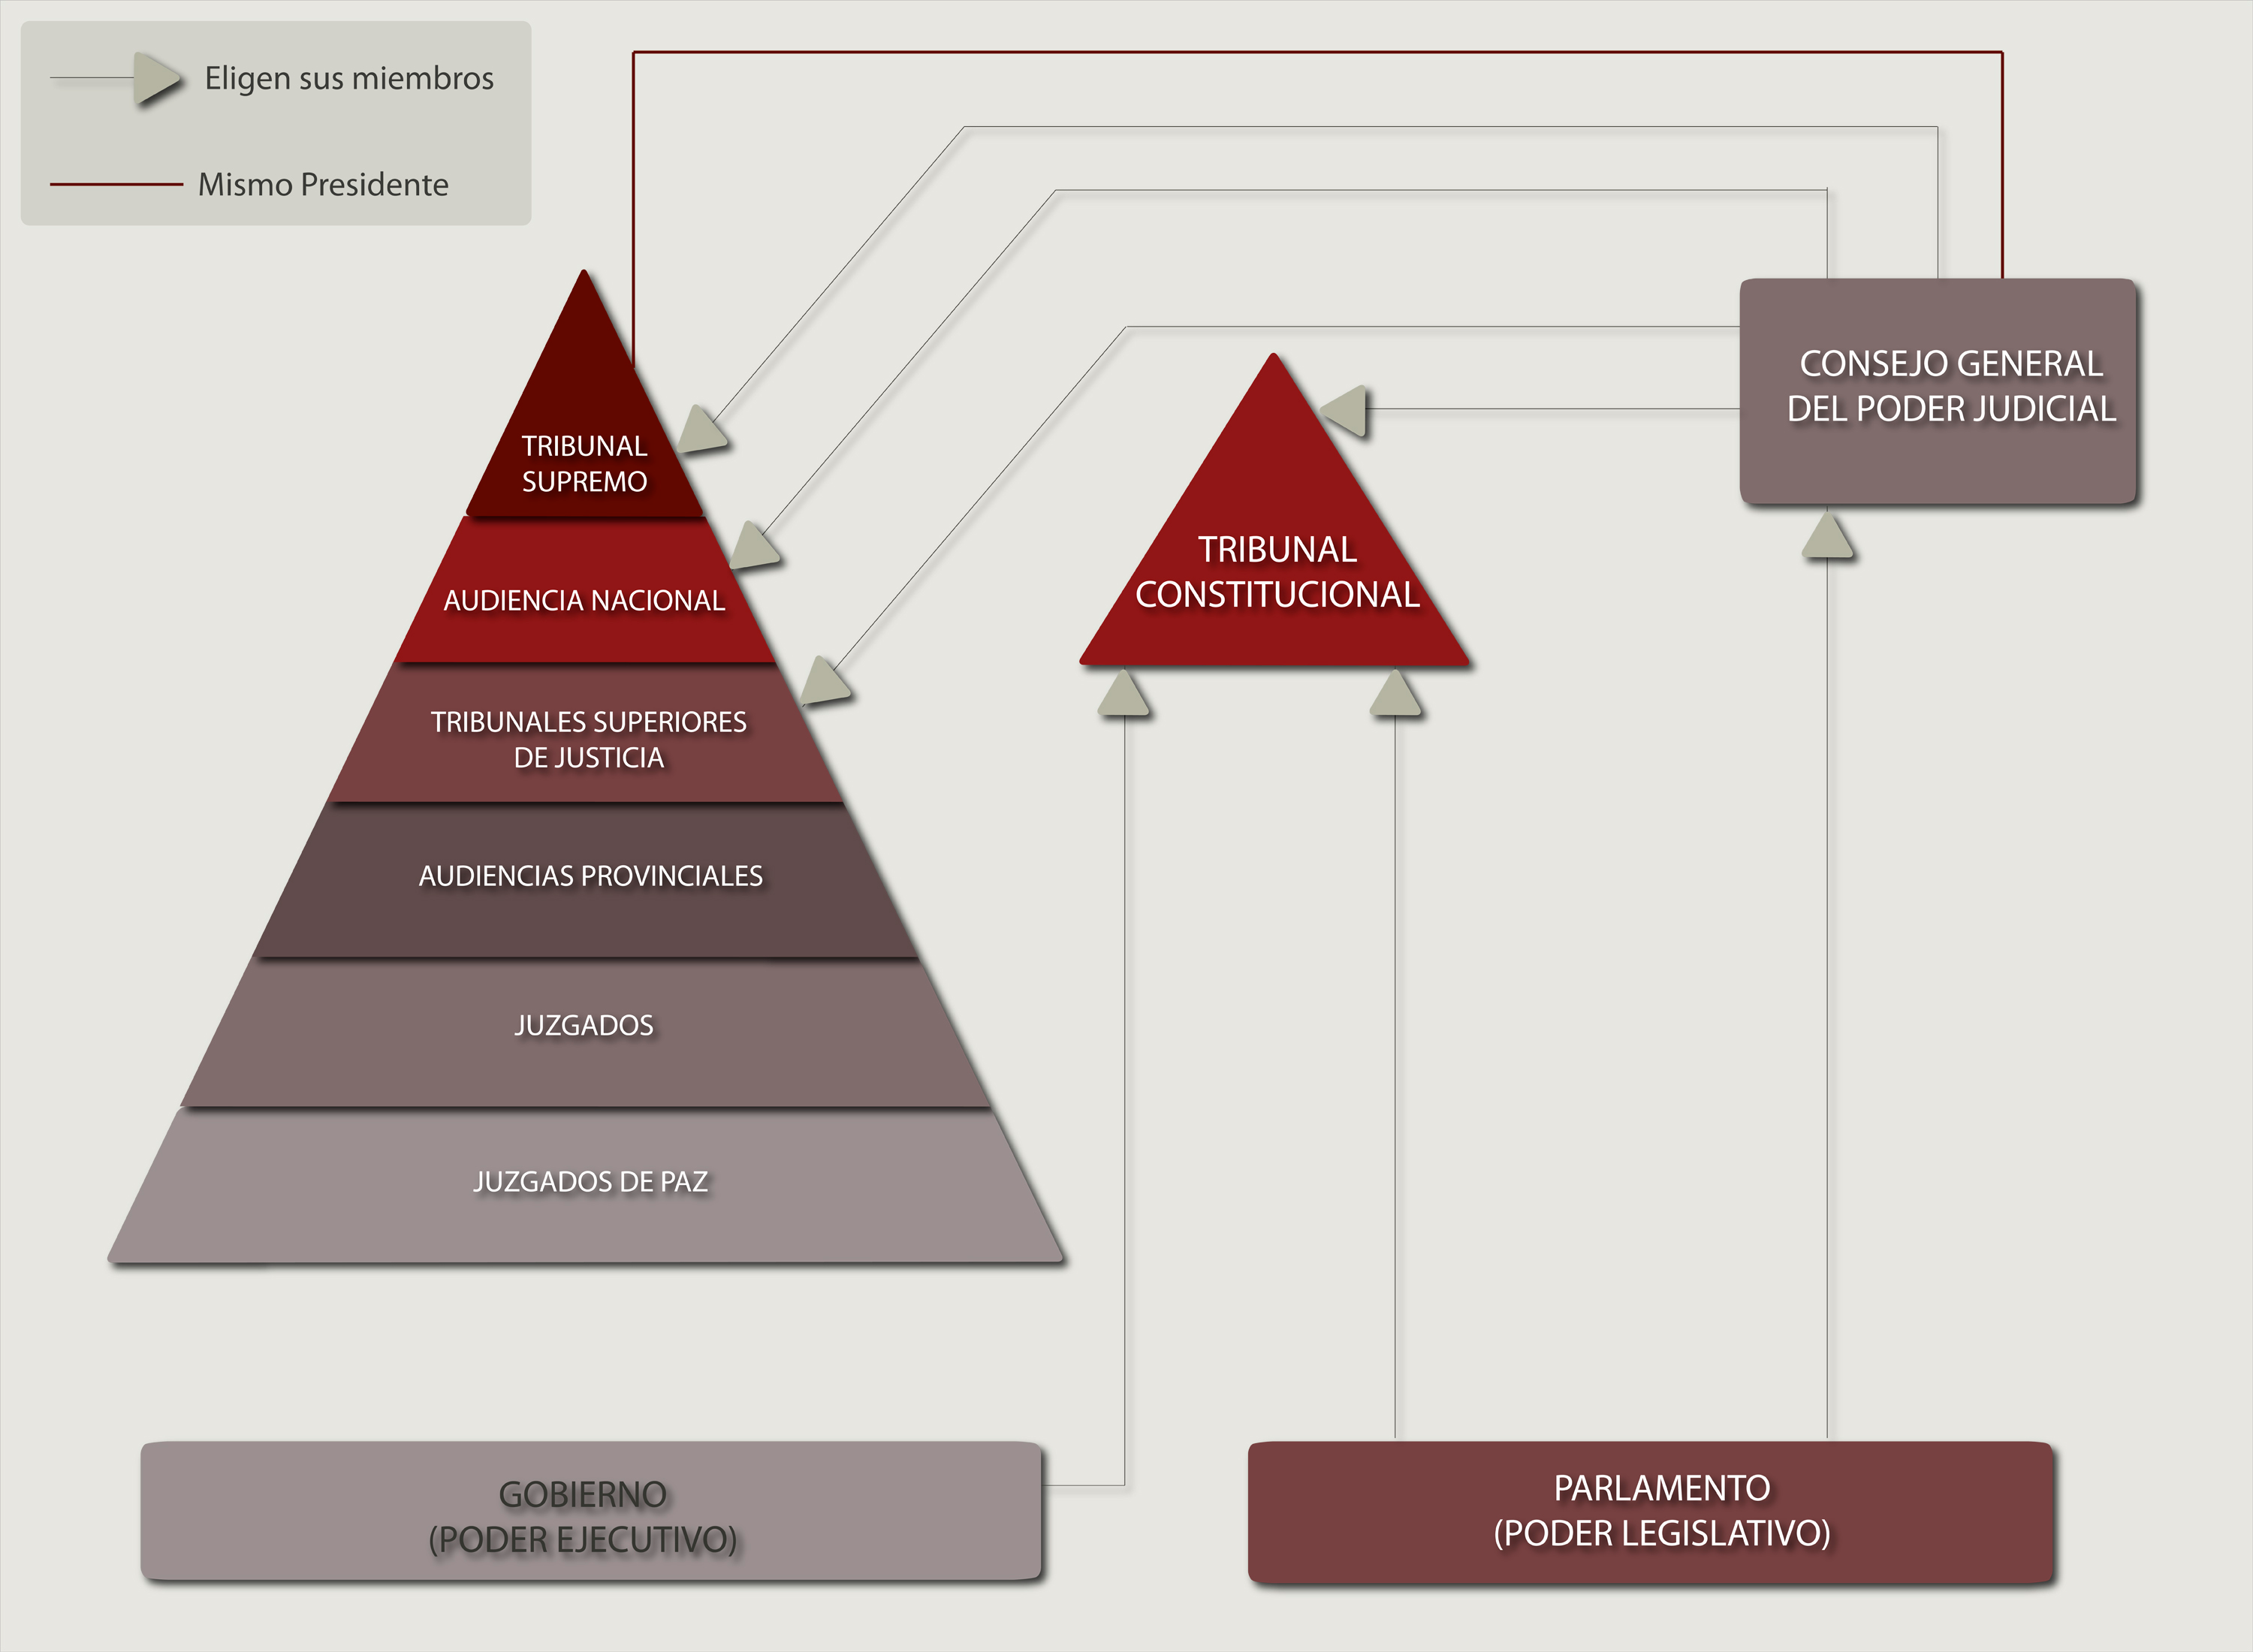 Eligen sus miembros
Mismo Presidente
TRIBUNAL
SUPREMO
AUDIENCIA NACIONAL
TRIBUNALES SUPERIORES
DE JUSTICIA
AUDIENCIAS PROVINCIALES
JUZGADOS
JUZGADOS DE PAZ
TRIBUNAL
CONSTITUCIONAL
CONSEJO GENERAL
DEL PODER JUDICIAL
GOBIERNO
(PODER EJECUTIVO)
PARLAMENTO
(PODER LEGISLATIVO)